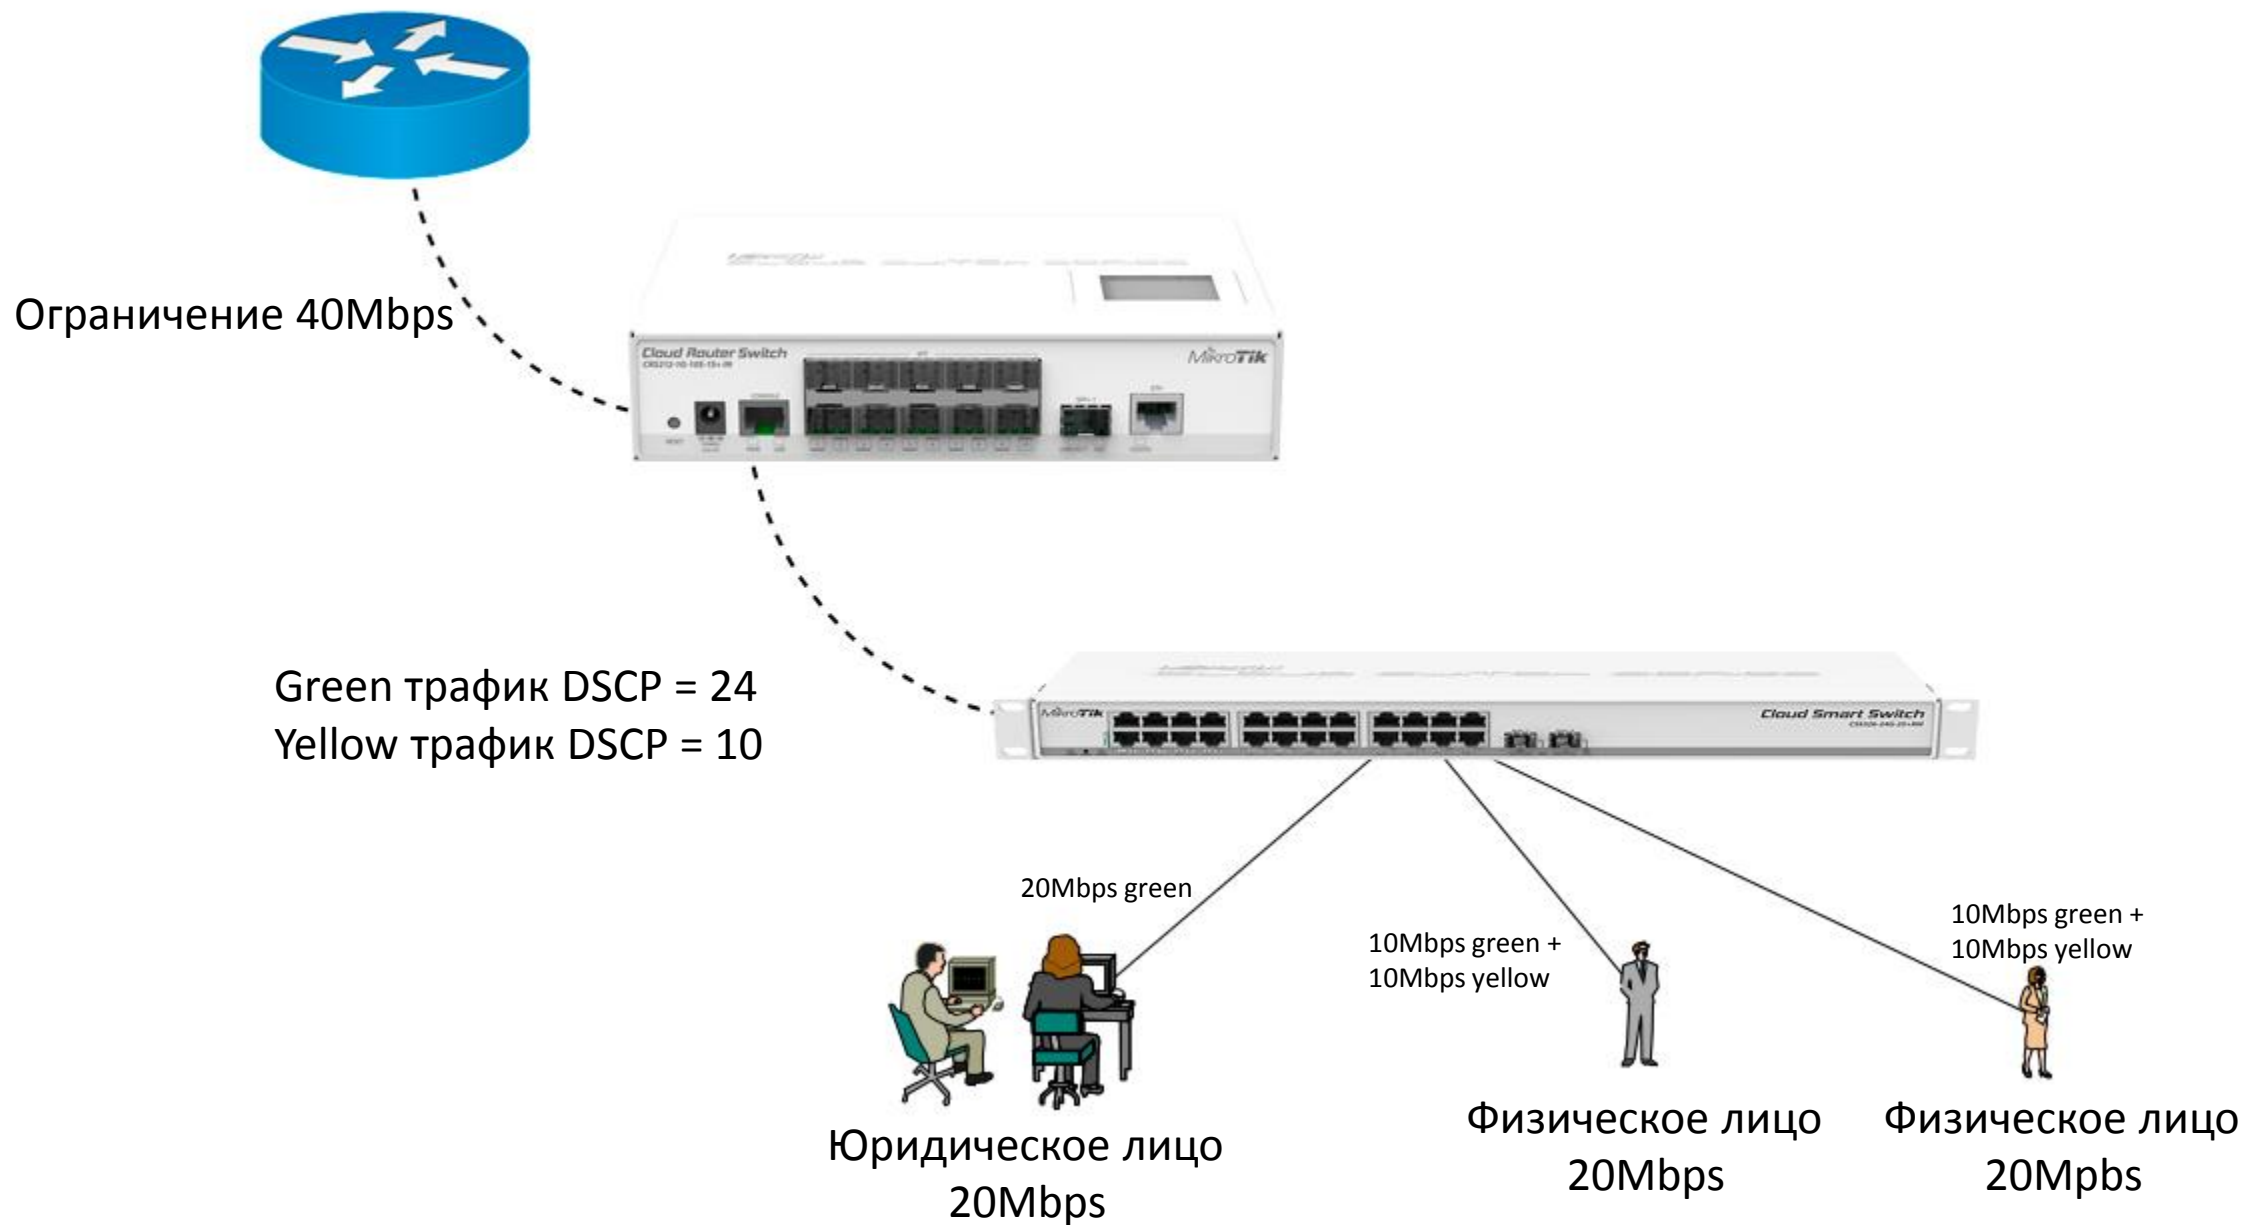 Ограничение 40Mbps
Cloud Router Switch
MikroTik
Green трафик DSCP = 24
Yellow трафик DSCP = 10
MikroTik
Cloud Smart Switch
20Mbps green
10Mbps green +
10Mbps yellow
10Mbps green +
10Mbps yellow
Юридическое лицо
20Mbps
Физическое лицо
20Mbps
Физическое лицо
20Mpbs